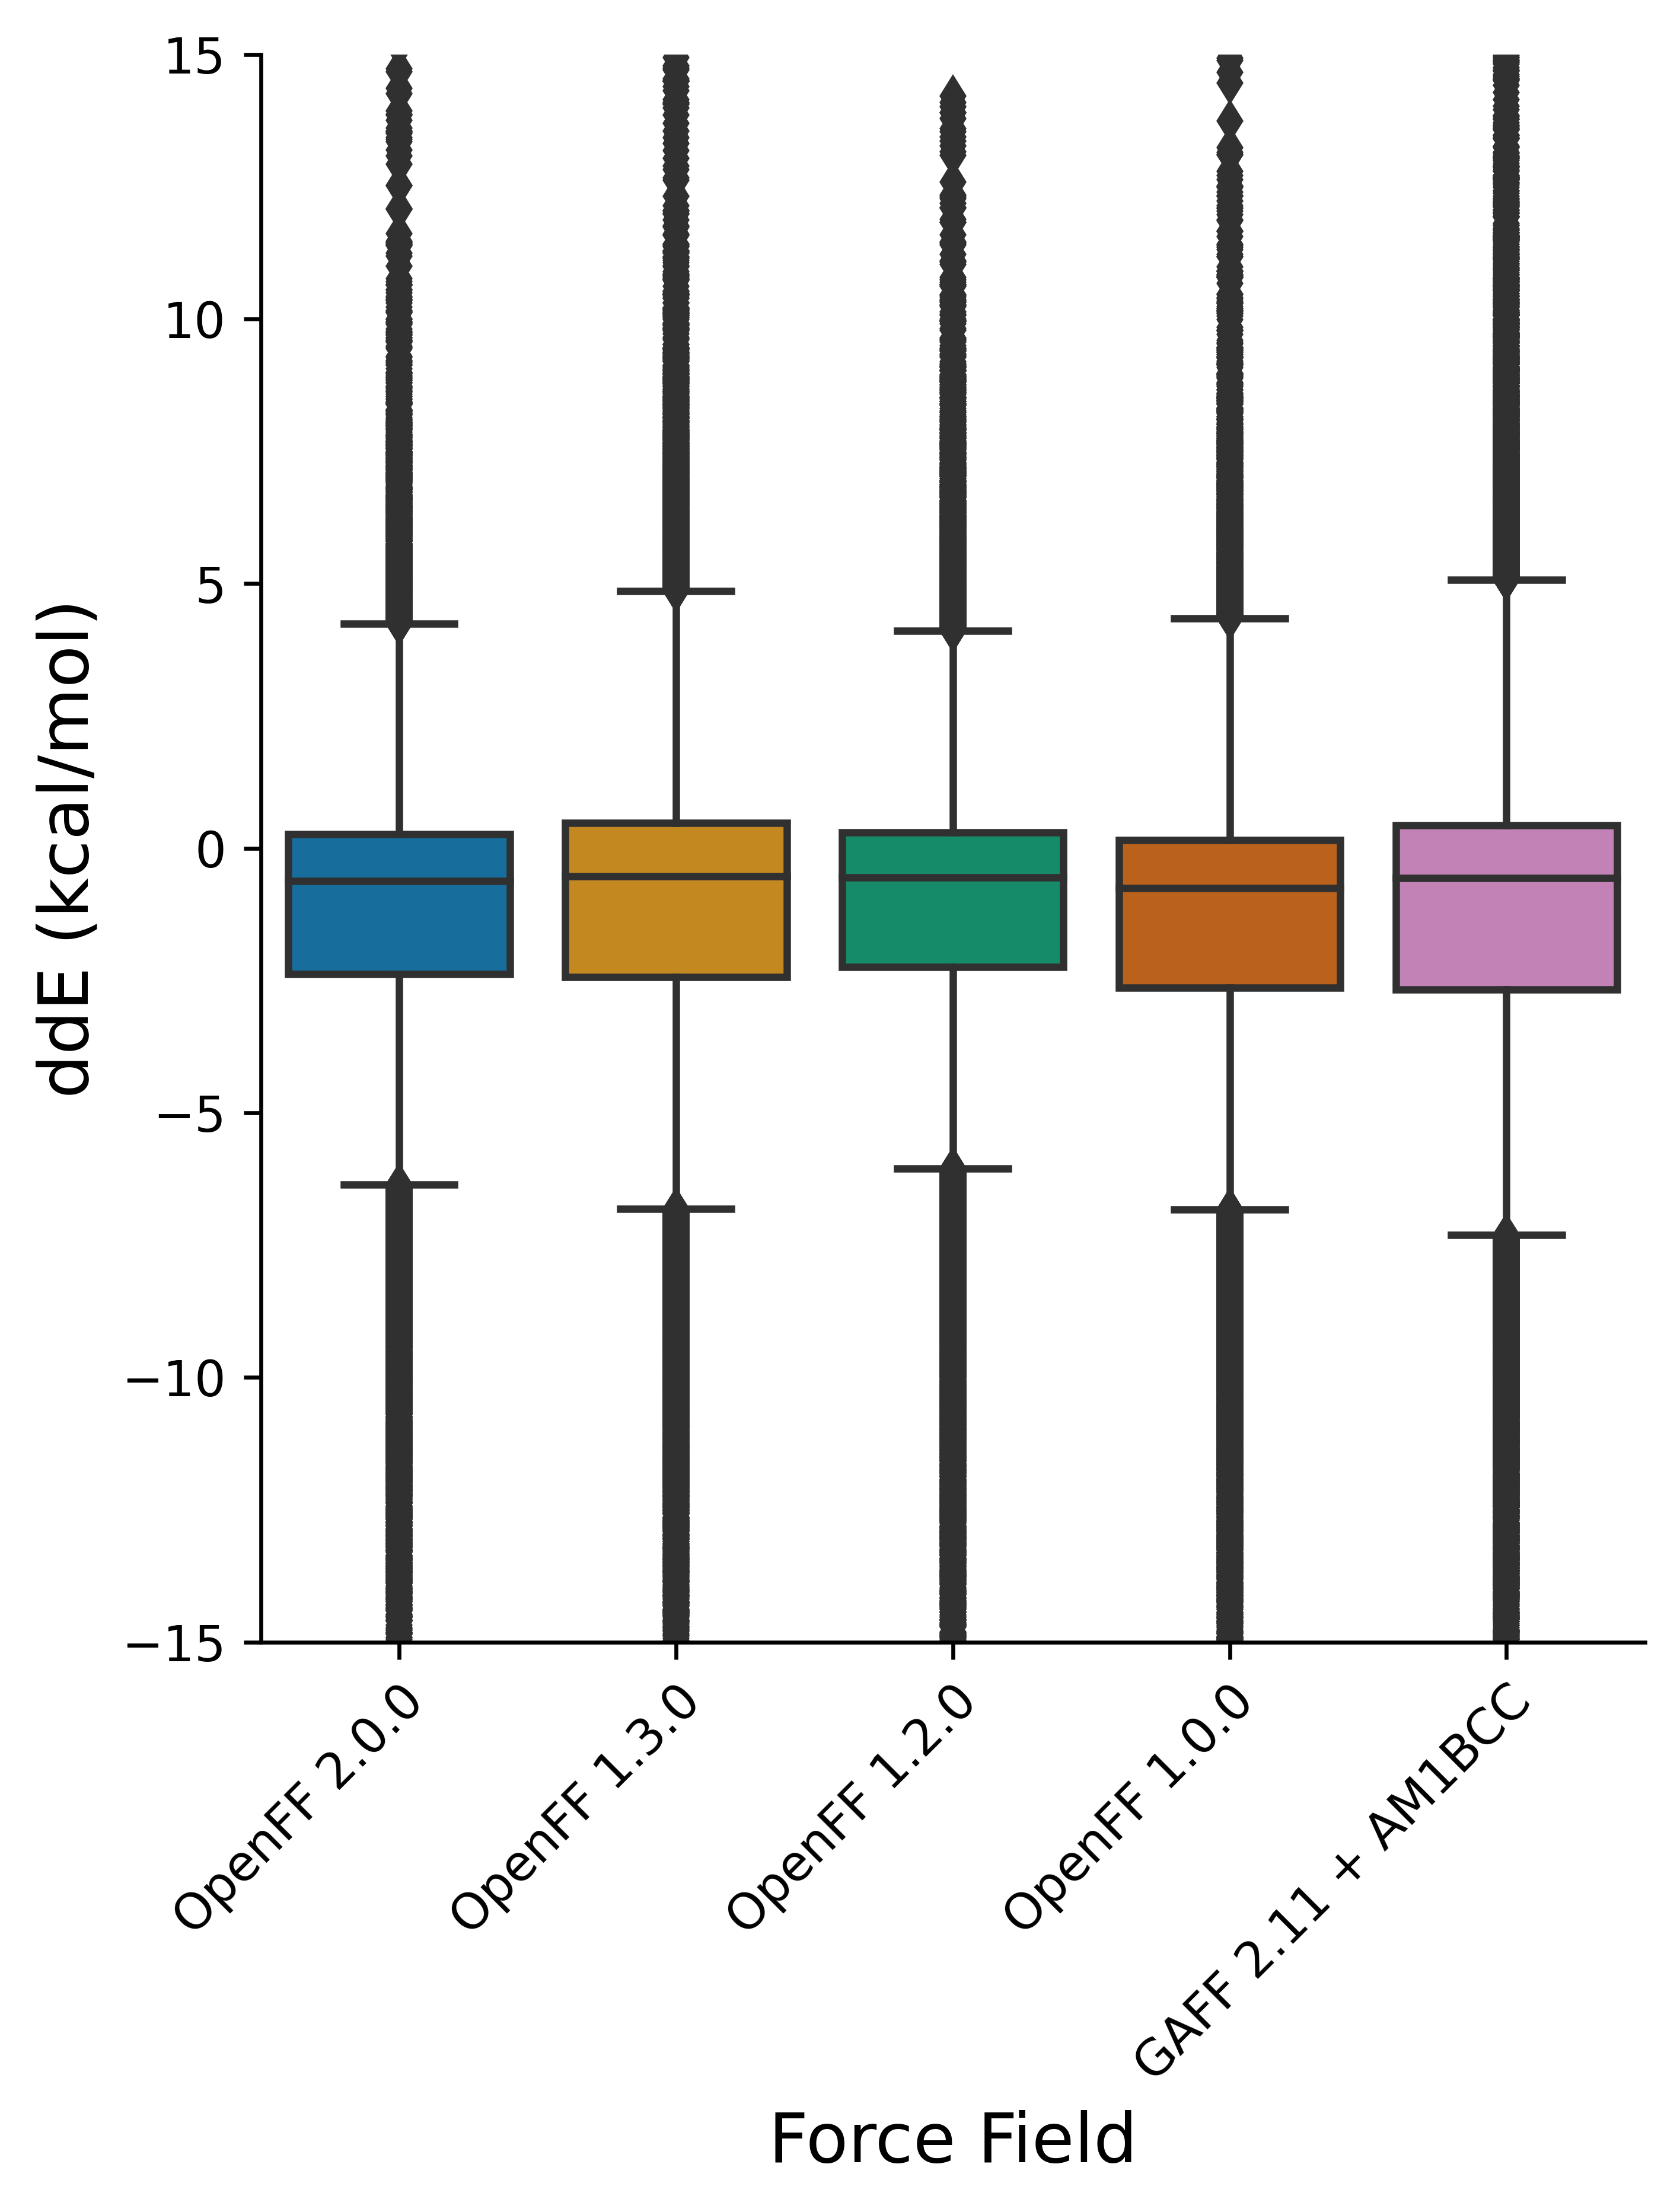 15
10
5
0
−5
−10
−15
ddE (kcal/mol)
OpenFF 2.0.0
OpenFF 1.3.0
OpenFF 1.2.0
OpenFF 1.0.0
GAFF 2.11 + AM1BCC
Force Field